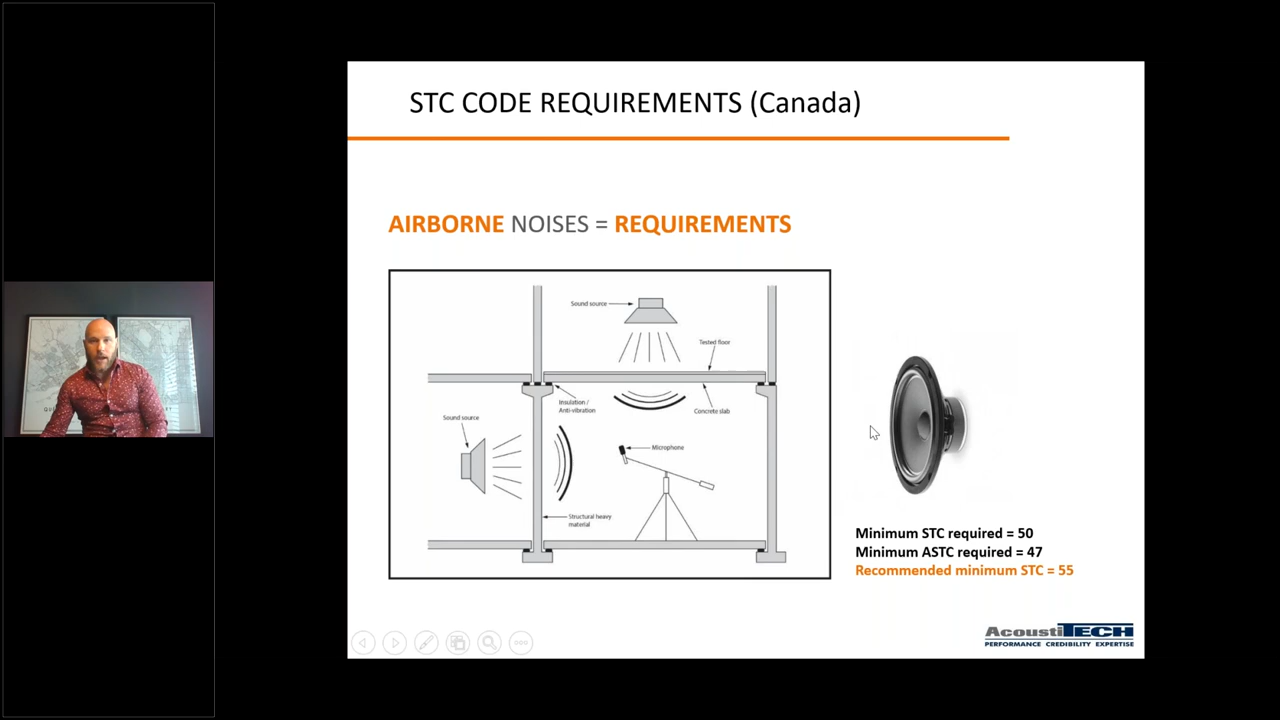 STC CODE REQUIREMENTS (Canada)
AIRBORNE NOISES = REQUIREMENTS
Sound source
Tested floor
Insulation /
Anti-vibration
Concrete slab
Sound source
Microphone
Structural heavy
material
Minimum STC required = 50
Minimum ASTC required = 47
Recommended minimum STC = 55
AcoustiTECH
PERFORMANCE CREDIBILITY EXPERTISE